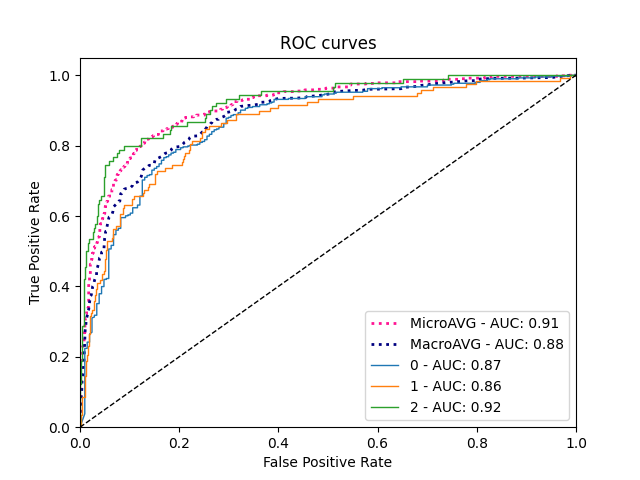 ROC curves
True Positive Rate
1.0
0.8
0.6
0.4
0.2
0.0
MicroAVG - AUC: 0.91
MacroAVG - AUC: 0.88
0 - AUC: 0.87
1 - AUC: 0.86
2 - AUC: 0.92
0.0 0.2 0.4 0.6 0.8 1.0
False Positive Rate